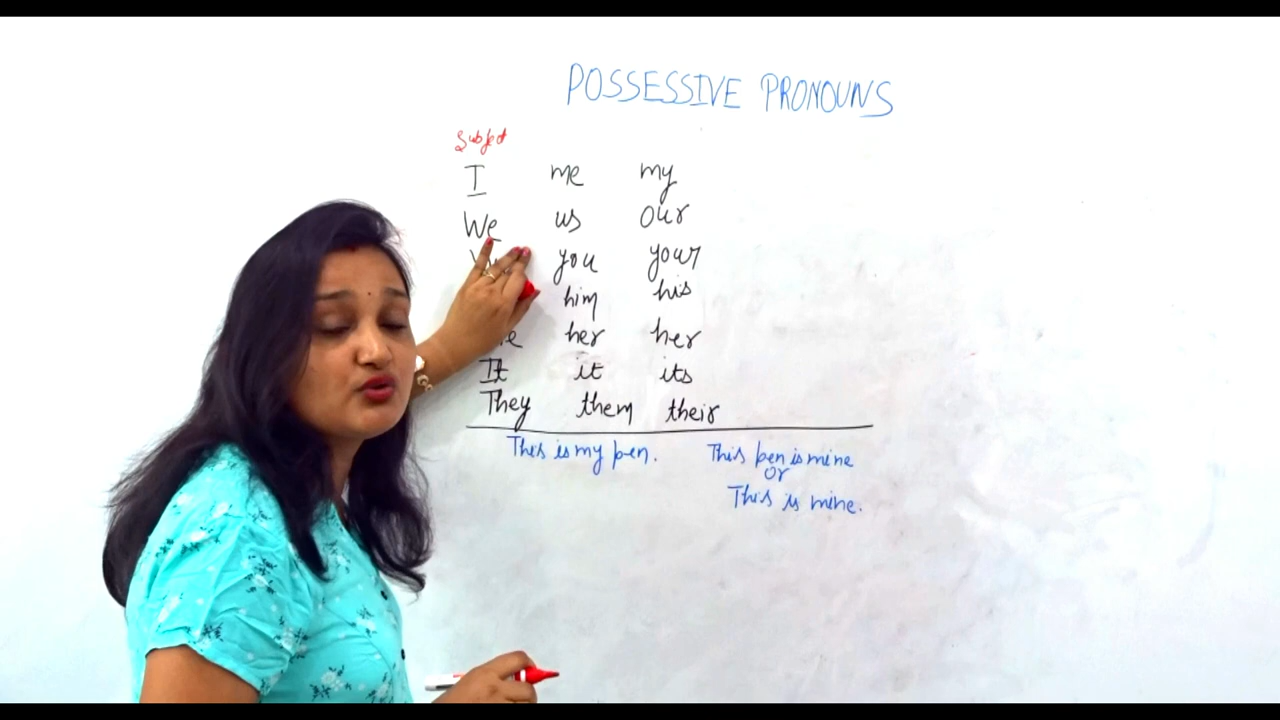 POSSESSIVE PRONOUNS
Subject
I me my
We us our
you your
him his
her her
It it its
They them their
This is my pen. This pen is mine
or
This is mine.